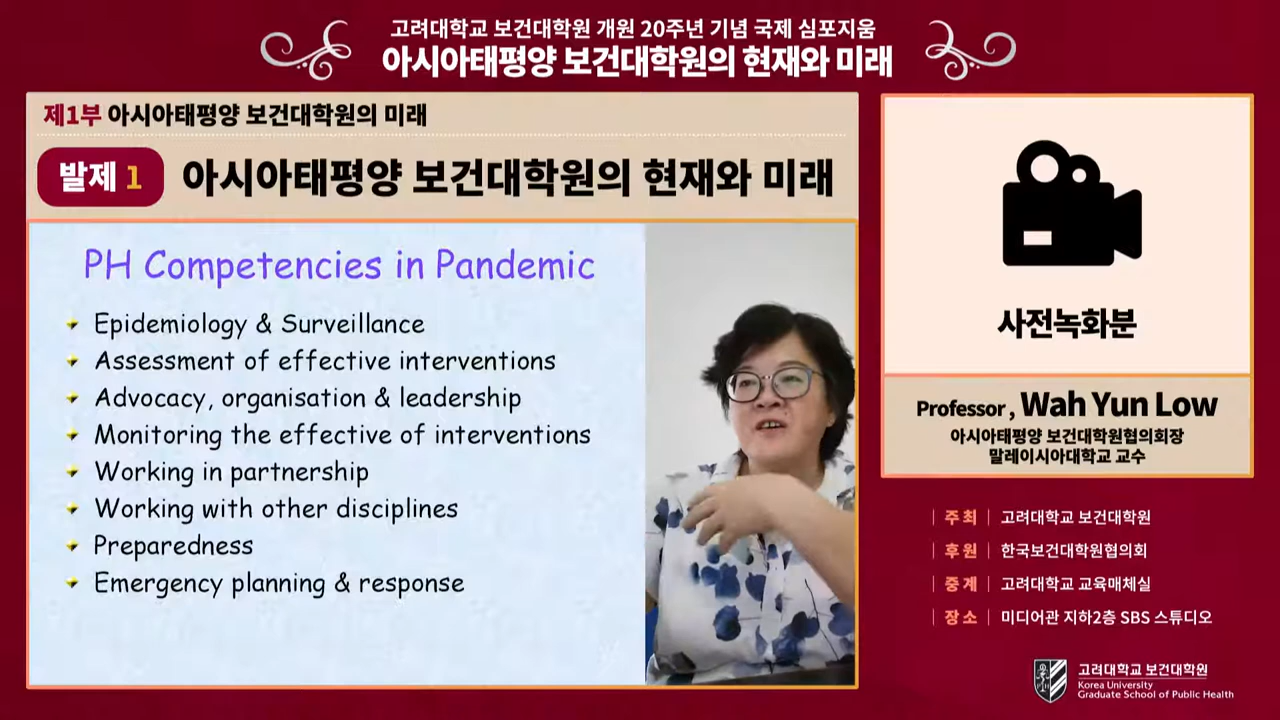 고려대학교 보건대학원 개원 20주년 기념 국제 심포지움
아시아태평양 보건대학원의 현재와 미래
제1부 아시아태평양 보건대학원의 미래
발제 1 아시아태평양 보건대학원의 현재와 미래
PH Competencies in Pandemic
Epidemiology & Surveillance
Assessment of effective interventions
Advocacy, organisation & leadership
Monitoring the effective of interventions
Working in partnership
Working with other disciplines
Preparedness
Emergency planning & response
사전녹화분
Professor, Wah Yun Low
아시아태평양 보건대학원협의회장
말레이시아대학교 교수
주최 고려대학교 보건대학원
후원 한국보건대학원협의회
중계 고려대학교 교육매체실
장소 미디어관 지하2층 SBS 스튜디오
고려대학교 보건대학원
Korea University
Graduate School of Public Health